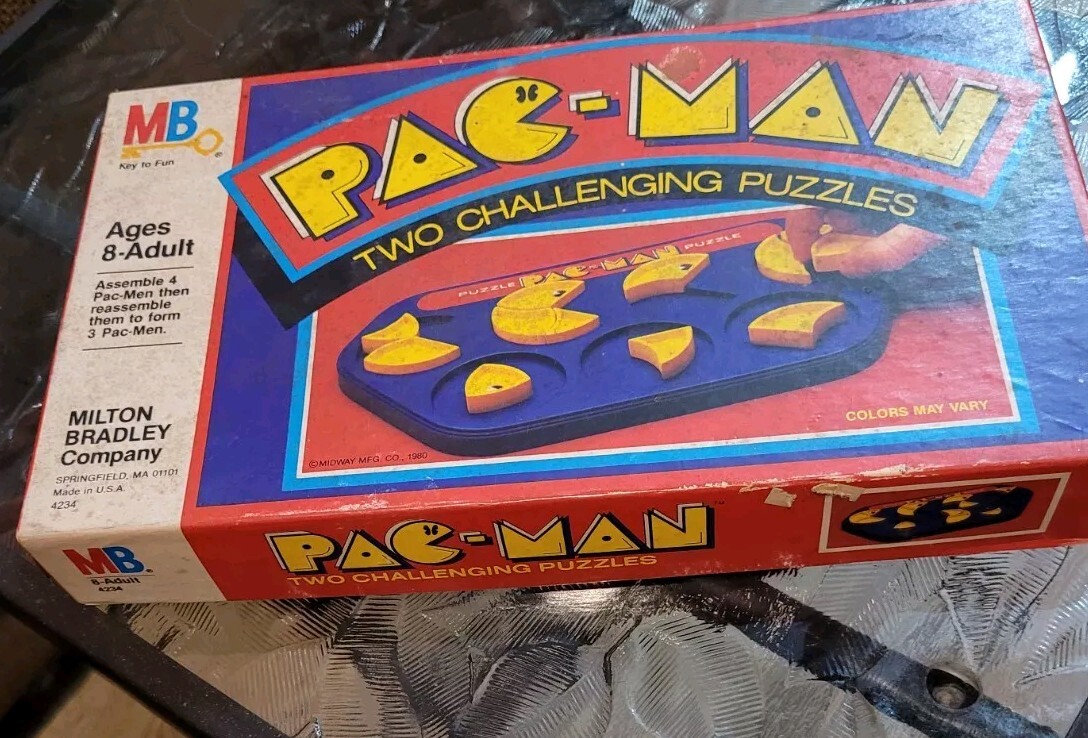 MB
®
Key to Fun
Ages
8-Adult
Assemble 4
Pac-Men then
reassemble
them to form
3 Pac-Men.
MILTON
BRADLEY
Company
SPRINGFIELD, MA 01101
Made in U.S.A.
4234
PAC-MAN
TWO CHALLENGING PUZZLES
PUZZLE PAC-MAN PUZZLE
COLORS MAY VARY
©MIDWAY MFG. CO., 1980
MB.
8-Adult
4234
PAC-MAN™
TWO CHALLENGING PUZZLES